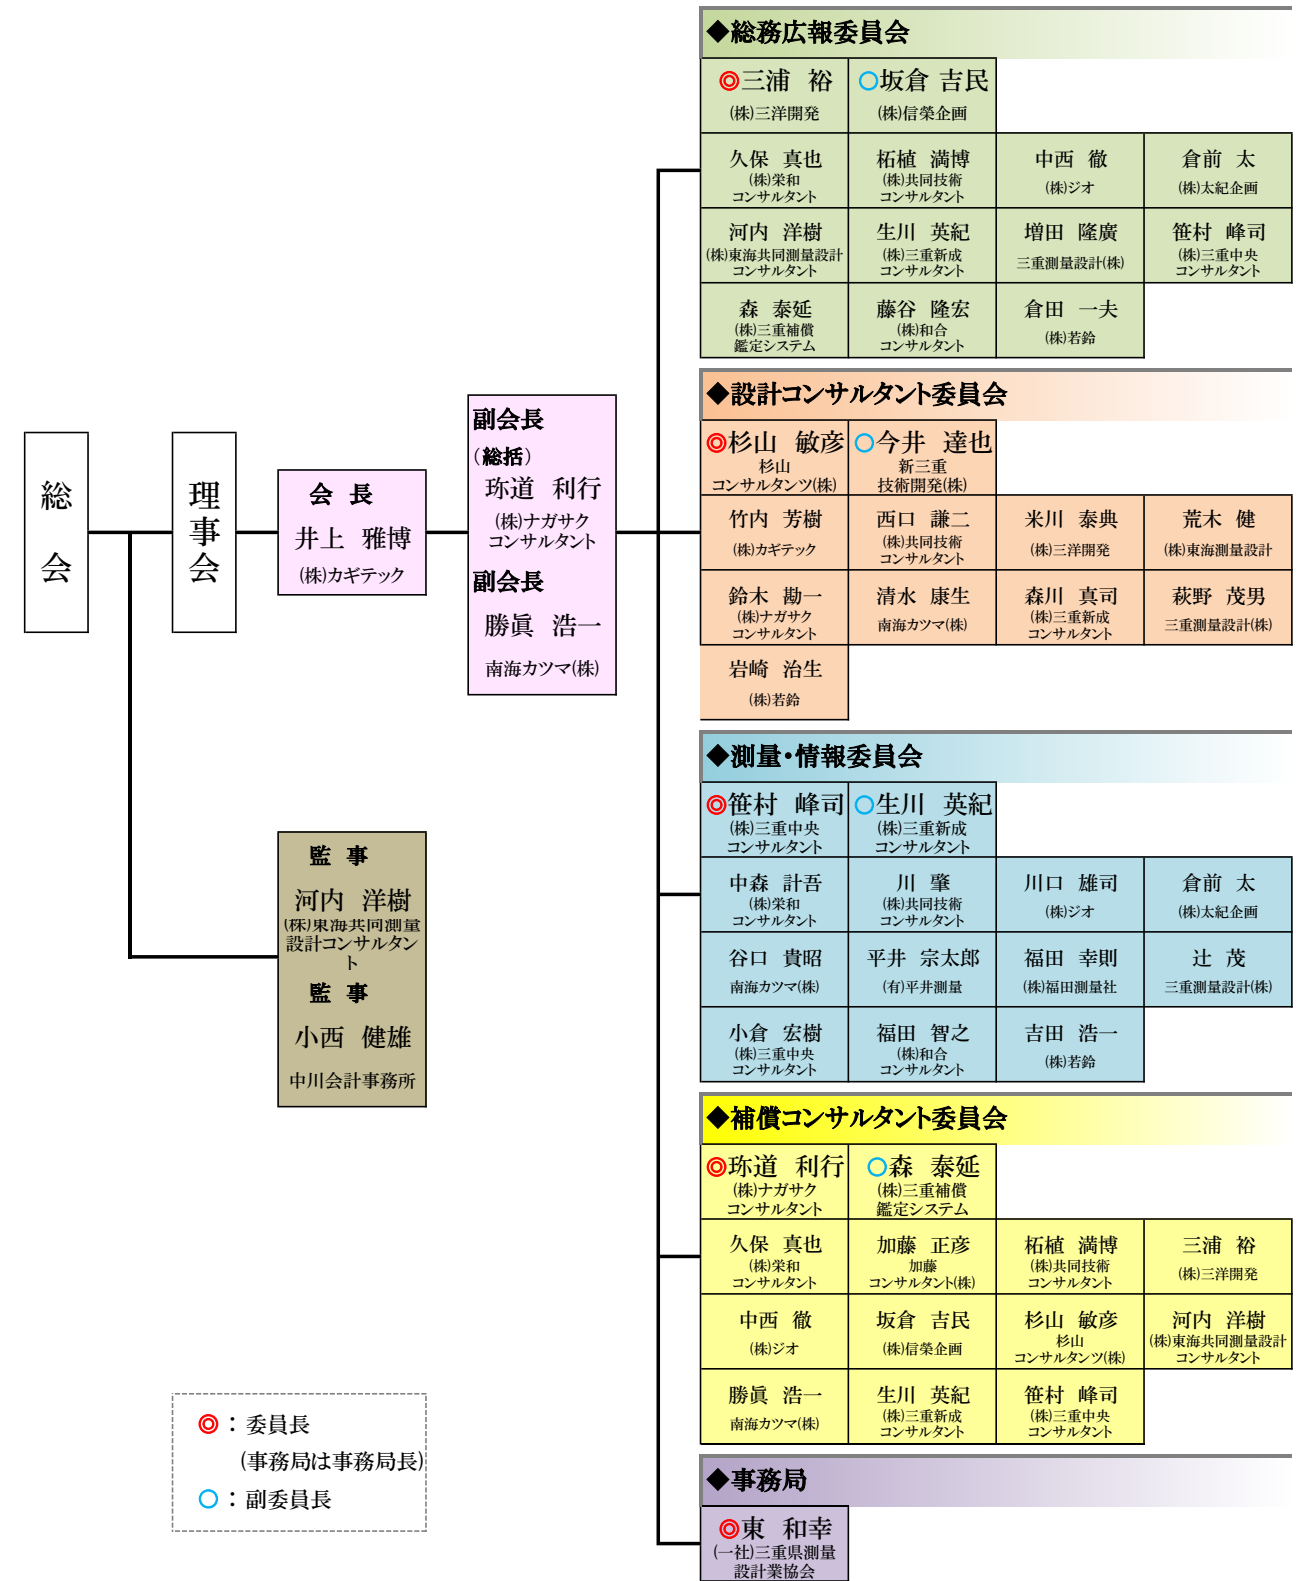 総会
理事会
会 長
井上 雅博
(株)カギテック
副会長
（総括）
珎道 利行
(株)ナガサク
コンサルタント
副会長
勝眞 浩一
南海カツマ(株)
監 事
河内 洋樹
(株)東海共同測量
設計コンサルタン
ト
監 事
小西 健雄
中川会計事務所
◎：委員長
(事務局は事務局長)
○：副委員長
◆総務広報委員会
◎三浦 裕
(株)三洋開発
○坂倉 吉民
(株)信榮企画
久保 真也
(株)栄和
コンサルタント
柘植 満博
(株)共同技術
コンサルタント
中西 徹
(株)ジオ
倉前 太
(株)太紀企画
河内 洋樹
(株)東海共同測量設計
コンサルタント
生川 英紀
(株)三重新成
コンサルタント
増田 隆廣
三重測量設計(株)
笹村 峰司
(株)三重中央
コンサルタント
森 泰延
(株)三重補償
鑑定システム
藤谷 隆宏
(株)和合
コンサルタント
倉田 一夫
(株)若鈴
◆設計コンサルタント委員会
◎杉山 敏彦
杉山
コンサルタンツ(株)
○今井 達也
新三重
技術開発(株)
竹内 芳樹
(株)カギテック
西口 謙二
(株)共同技術
コンサルタント
米川 泰典
(株)三洋開発
荒木 健
(株)東海測量設計
鈴木 勘一
(株)ナガサク
コンサルタント
清水 康生
南海カツマ(株)
森川 真司
(株)三重新成
コンサルタント
萩野 茂男
三重測量設計(株)
岩崎 治生
(株)若鈴
◆測量・情報委員会
◎笹村 峰司
(株)三重中央
コンサルタント
○生川 英紀
(株)三重新成
コンサルタント
中森 計吾
(株)栄和
コンサルタント
川 肇
(株)共同技術
コンサルタント
川口 雄司
(株)ジオ
倉前 太
(株)太紀企画
谷口 貴昭
南海カツマ(株)
平井 宗太郎
(有)平井測量
福田 幸則
(株)福田測量社
辻 茂
三重測量設計(株)
小倉 宏樹
(株)三重中央
コンサルタント
福田 智之
(株)和合
コンサルタント
吉田 浩一
(株)若鈴
◆補償コンサルタント委員会
◎珎道 利行
(株)ナガサク
コンサルタント
○森 泰延
(株)三重補償
鑑定システム
久保 真也
(株)栄和
コンサルタント
加藤 正彦
加藤
コンサルタント(株)
柘植 満博
(株)共同技術
コンサルタント
三浦 裕
(株)三洋開発
中西 徹
(株)ジオ
坂倉 吉民
(株)信榮企画
杉山 敏彦
杉山
コンサルタンツ(株)
河内 洋樹
(株)東海共同測量設計
コンサルタント
勝眞 浩一
南海カツマ(株)
生川 英紀
(株)三重新成
コンサルタント
笹村 峰司
(株)三重中央
コンサルタント
◆事務局
◎東 和幸
(一社)三重県測量
設計業協会